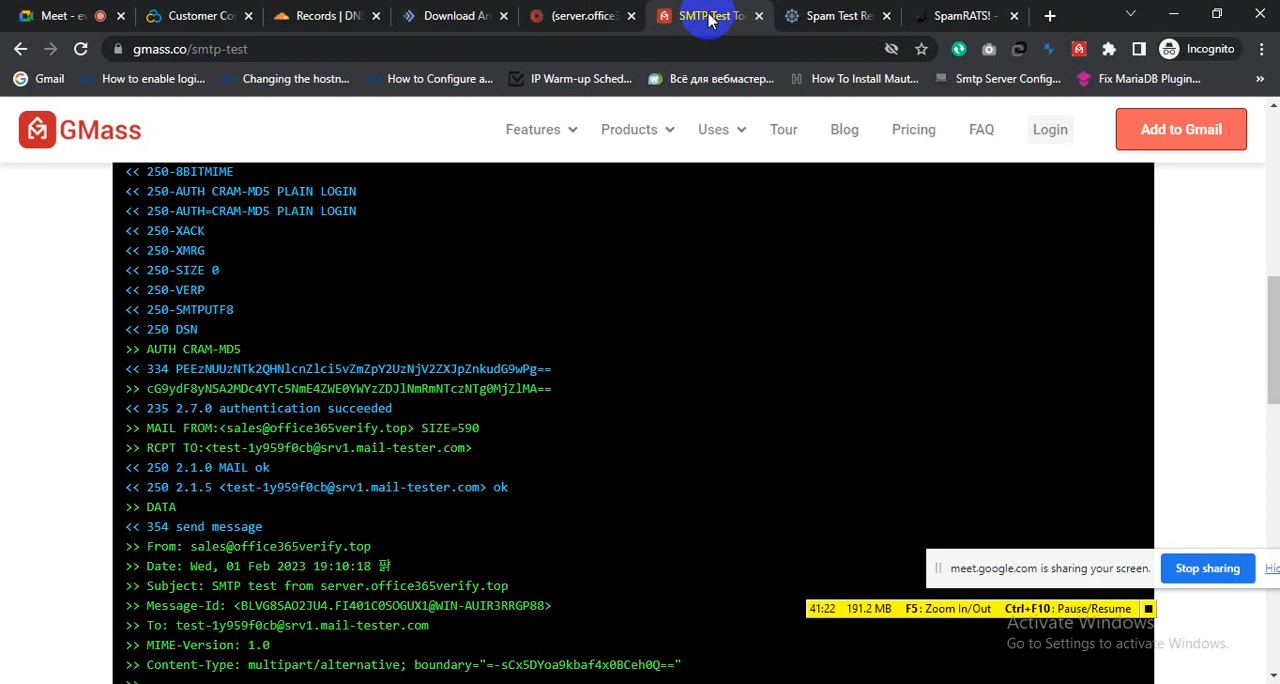 Meet - ev
Customer Co
Records | DN
Download An
(server.office
SMTP Test To
Spam Test Re
SpamRATS! -
gmass.co/smtp-test
Incognito
Gmail
How to enable logi...
Changing the hostn...
How to Configure a...
IP Warm-up Sched...
Всё для вебмастер...
How To Install Maut...
Smtp Server Config...
Fix MariaDB Plugin...
GMass
Features
Products
Uses
Tour
Blog
Pricing
FAQ
Login
Add to Gmail
<< 250-8BITMIME
<< 250-AUTH CRAM-MD5 PLAIN LOGIN
<< 250-AUTH=CRAM-MD5 PLAIN LOGIN
<< 250-XACK
<< 250-XMRG
<< 250-SIZE 0
<< 250-VERP
<< 250-SMTPUTF8
<< 250 DSN
>> AUTH CRAM-MD5
<< 334 PEEzNUUzNTk2QHNlcnZlci5vZmZpY2UzNjV2ZXJpZnkudG9wPg==
>> cG9ydF8yNSA2MDc4YTc5NmE4ZWE0YWYzZDJlNmRmNTczNTg0MjZlMA==
<< 235 2.7.0 authentication succeeded
>> MAIL FROM:<sales@office365verify.top> SIZE=590
>> RCPT TO:<test-1y959f0cb@srv1.mail-tester.com>
<< 250 2.1.0 MAIL ok
<< 250 2.1.5 <test-1y959f0cb@srv1.mail-tester.com> ok
>> DATA
<< 354 send message
>> From: sales@office365verify.top
>> Date: Wed, 01 Feb 2023 19:10:18
>> Subject: SMTP test from server.office365verify.top
>> Message-Id: <BLVG8SAO2JU4.FI401C0SOGUX1@WIN-AUIR3RRGP88>
>> To: test-1y959f0cb@srv1.mail-tester.com
>> MIME-Version: 1.0
>> Content-Type: multipart/alternative; boundary="=-sCx5DYoa9kbaf4x0BCeh0Q=="
>>
meet.google.com is sharing your screen.
Stop sharing
Hid
41:22 191.2 MB F5: Zoom In/Out Ctrl+F10: Pause/Resume
Activate Windows
Go to Settings to activate Windows.